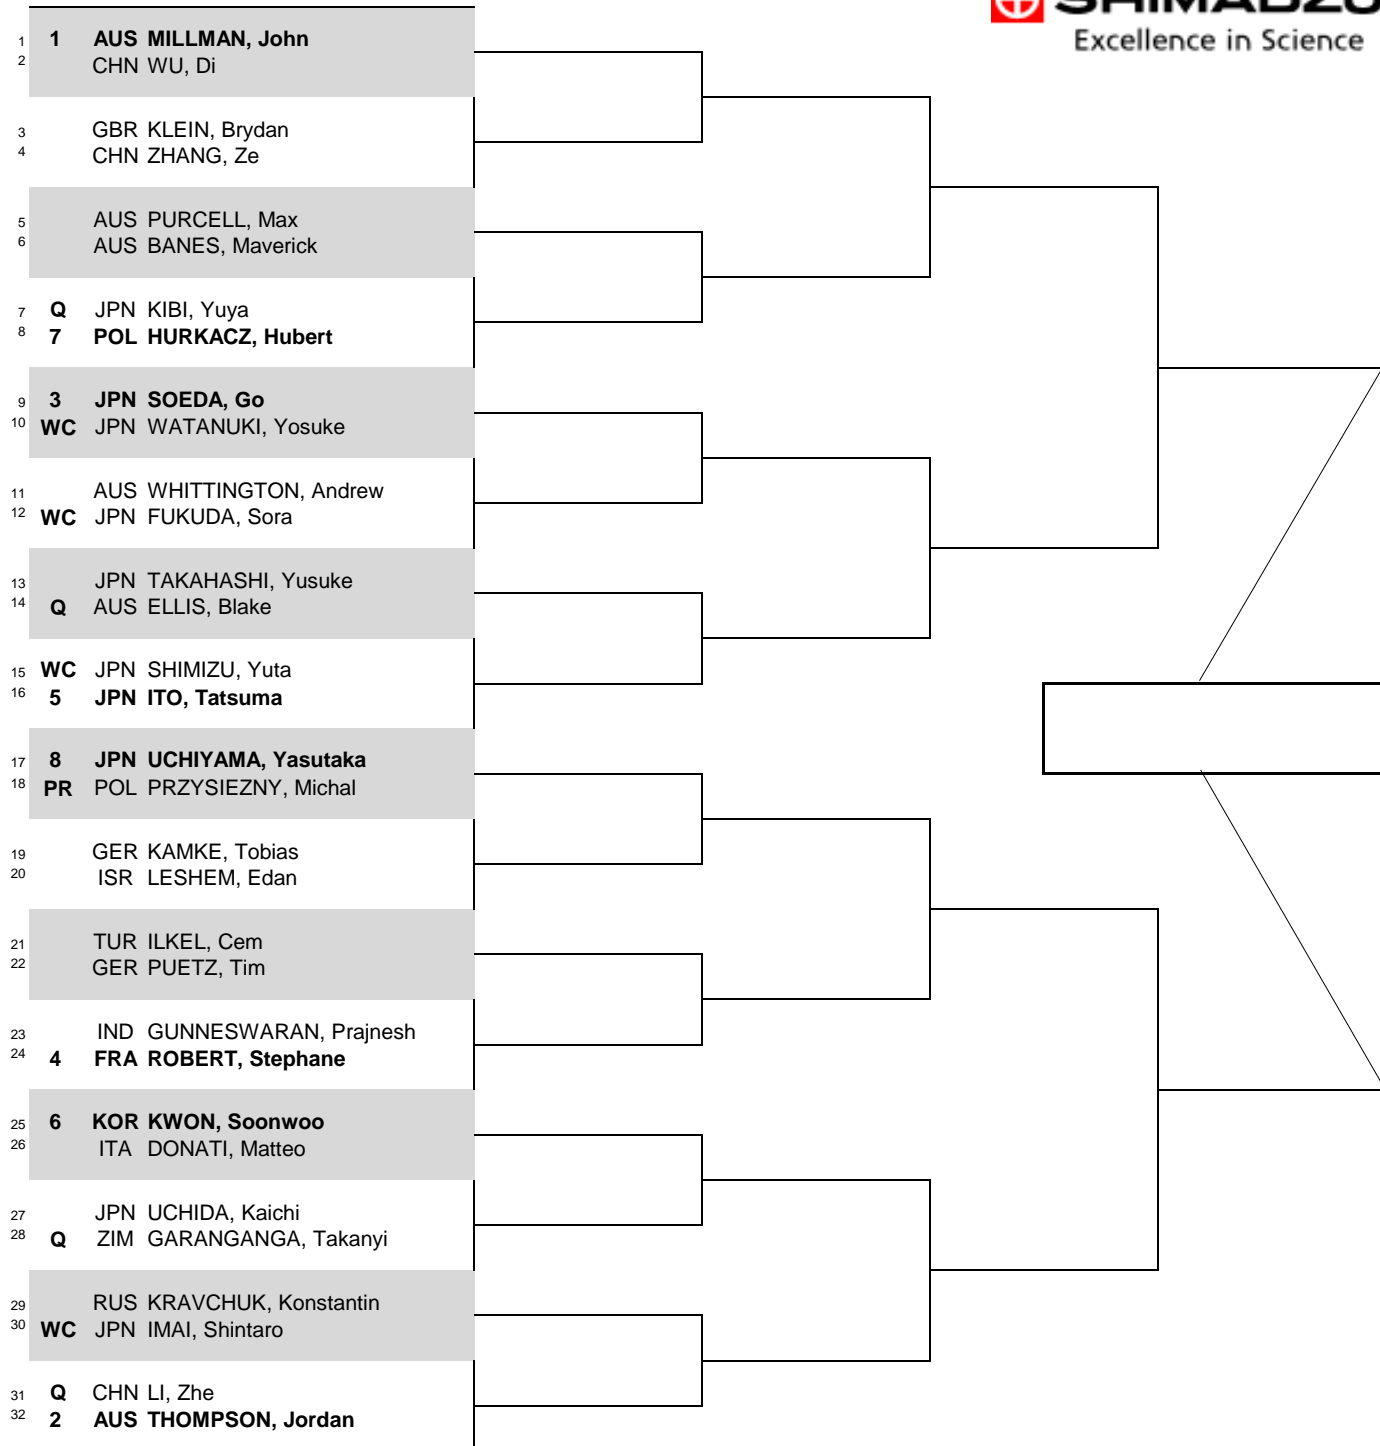 SHIMADZU
Excellence in Science
1 1 AUS MILLMAN, John
2 CHN WU, Di
3 GBR KLEIN, Brydan
4 CHN ZHANG, Ze
5 AUS PURCELL, Max
6 AUS BANES, Maverick
7 Q JPN KIBI, Yuya
8 7 POL HURKACZ, Hubert
9 3 JPN SOEDA, Go
10 WC JPN WATANUKI, Yosuke
11 AUS WHITTINGTON, Andrew
12 WC JPN FUKUDA, Sora
13 JPN TAKAHASHI, Yusuke
14 Q AUS ELLIS, Blake
15 WC JPN SHIMIZU, Yuta
16 5 JPN ITO, Tatsuma
17 8 JPN UCHIYAMA, Yasutaka
18 PR POL PRZYSIEZNY, Michal
19 GER KAMKE, Tobias
20 ISR LESHEM, Edan
21 TUR ILKEL, Cem
22 GER PUETZ, Tim
23 IND GUNNESWARAN, Prajnesh
24 4 FRA ROBERT, Stephane
25 6 KOR KWON, Soonwoo
26 ITA DONATI, Matteo
27 JPN UCHIDA, Kaichi
28 Q ZIM GARANGANGA, Takanyi
29 RUS KRAVCHUK, Konstantin
30 WC JPN IMAI, Shintaro
31 Q CHN LI, Zhe
32 2 AUS THOMPSON, Jordan